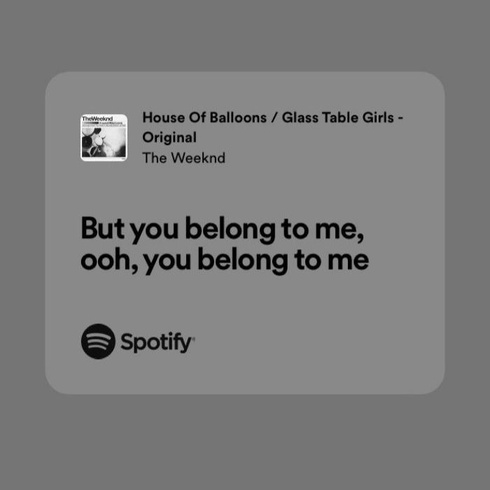 House Of Balloons / Glass Table Girls -
Original
The Weeknd
But you belong to me,
ooh, you belong to me
Spotify